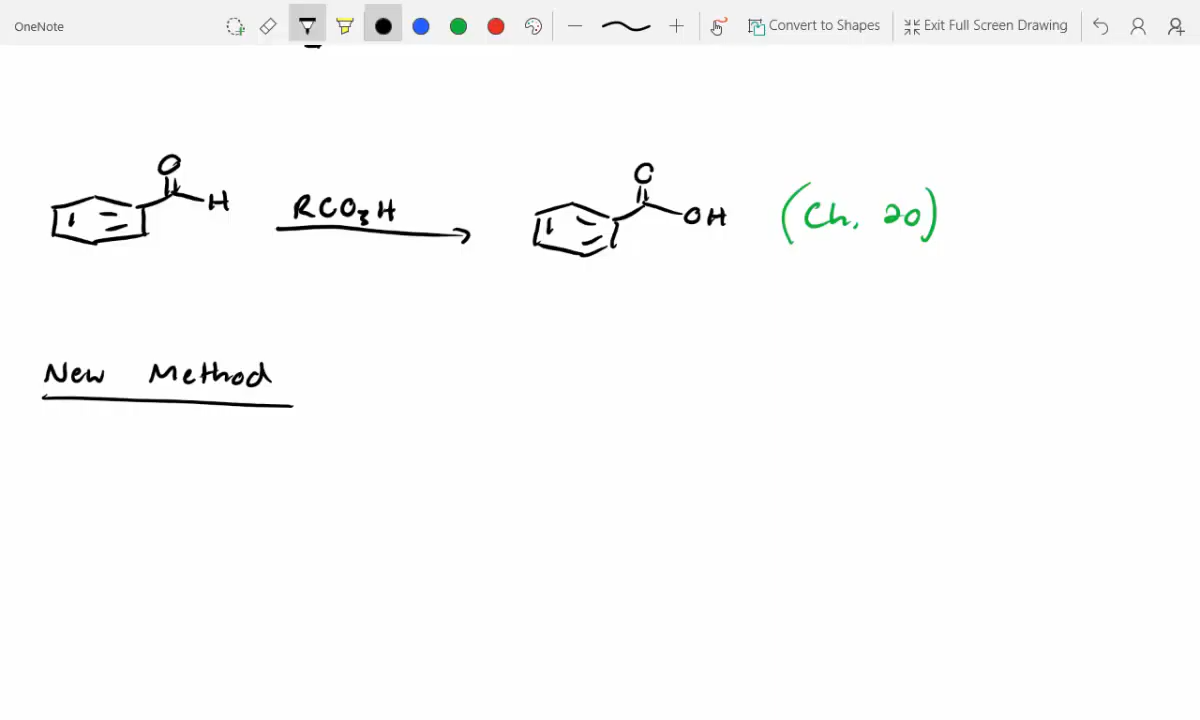 OneNote
Convert to Shapes
Exit Full Screen Drawing
O
H
RCO₃H
O
OH
(Ch. 20)
New Method